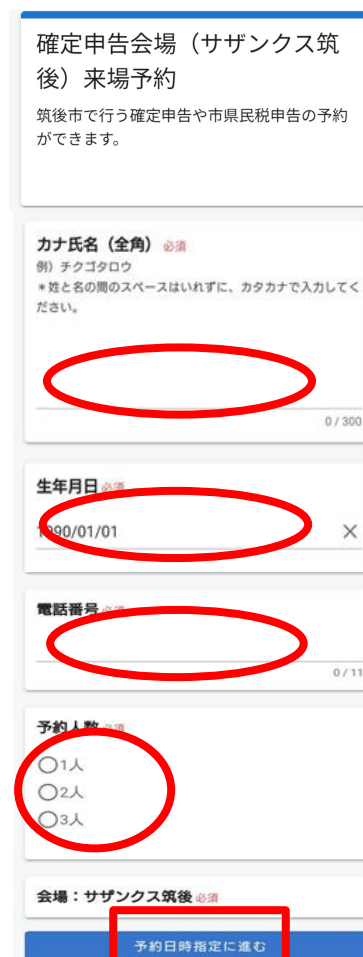 確定申告会場（サザンクス筑
後）来場予約
筑後市で行う確定申告や市県民税申告の予約
ができます。
カナ氏名（全角） 必須
例）チクゴタロウ
＊姓と名の間のスペースはいれずに、カタカナで入力してく
ださい。
0 / 300
生年月日 必須
1990/01/01
電話番号 必須
0 / 11
予約人数 必須
1人
2人
3人
会場：サザンクス筑後 必須
予約日時指定に進む